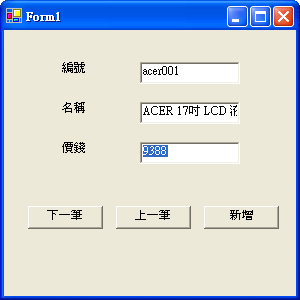 Form1
編號 acer001
名稱 ACER 17吋 LCD
價錢 9388
下一筆 上一筆 新增